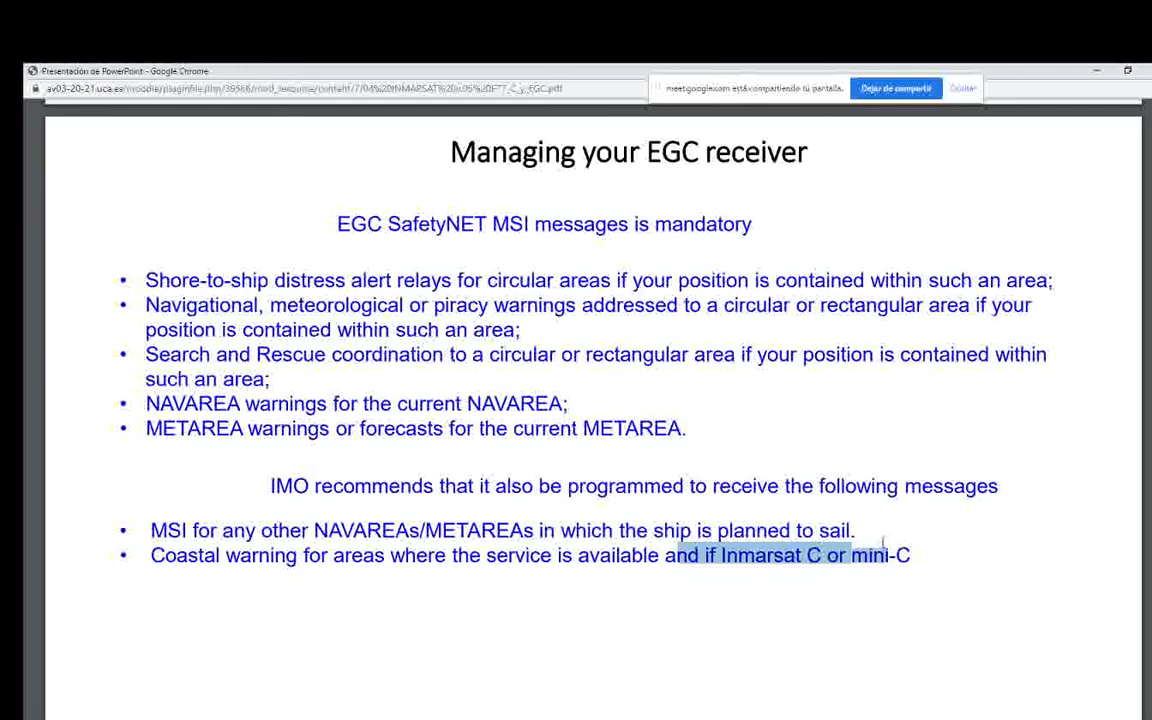 Presentación de PowerPoint - Google Chrome
meet.google.com está compartiendo tu pantalla.
Dejar de compartir
Ocultar
Managing your EGC receiver
EGC SafetyNET MSI messages is mandatory
• Shore-to-ship distress alert relays for circular areas if your position is contained within such an area;
• Navigational, meteorological or piracy warnings addressed to a circular or rectangular area if your
position is contained within such an area;
• Search and Rescue coordination to a circular or rectangular area if your position is contained within
such an area;
• NAVAREA warnings for the current NAVAREA;
• METAREA warnings or forecasts for the current METAREA.
IMO recommends that it also be programmed to receive the following messages
• MSI for any other NAVAREAs/METAREAs in which the ship is planned to sail.
• Coastal warning for areas where the service is available and if Inmarsat C or mini-C